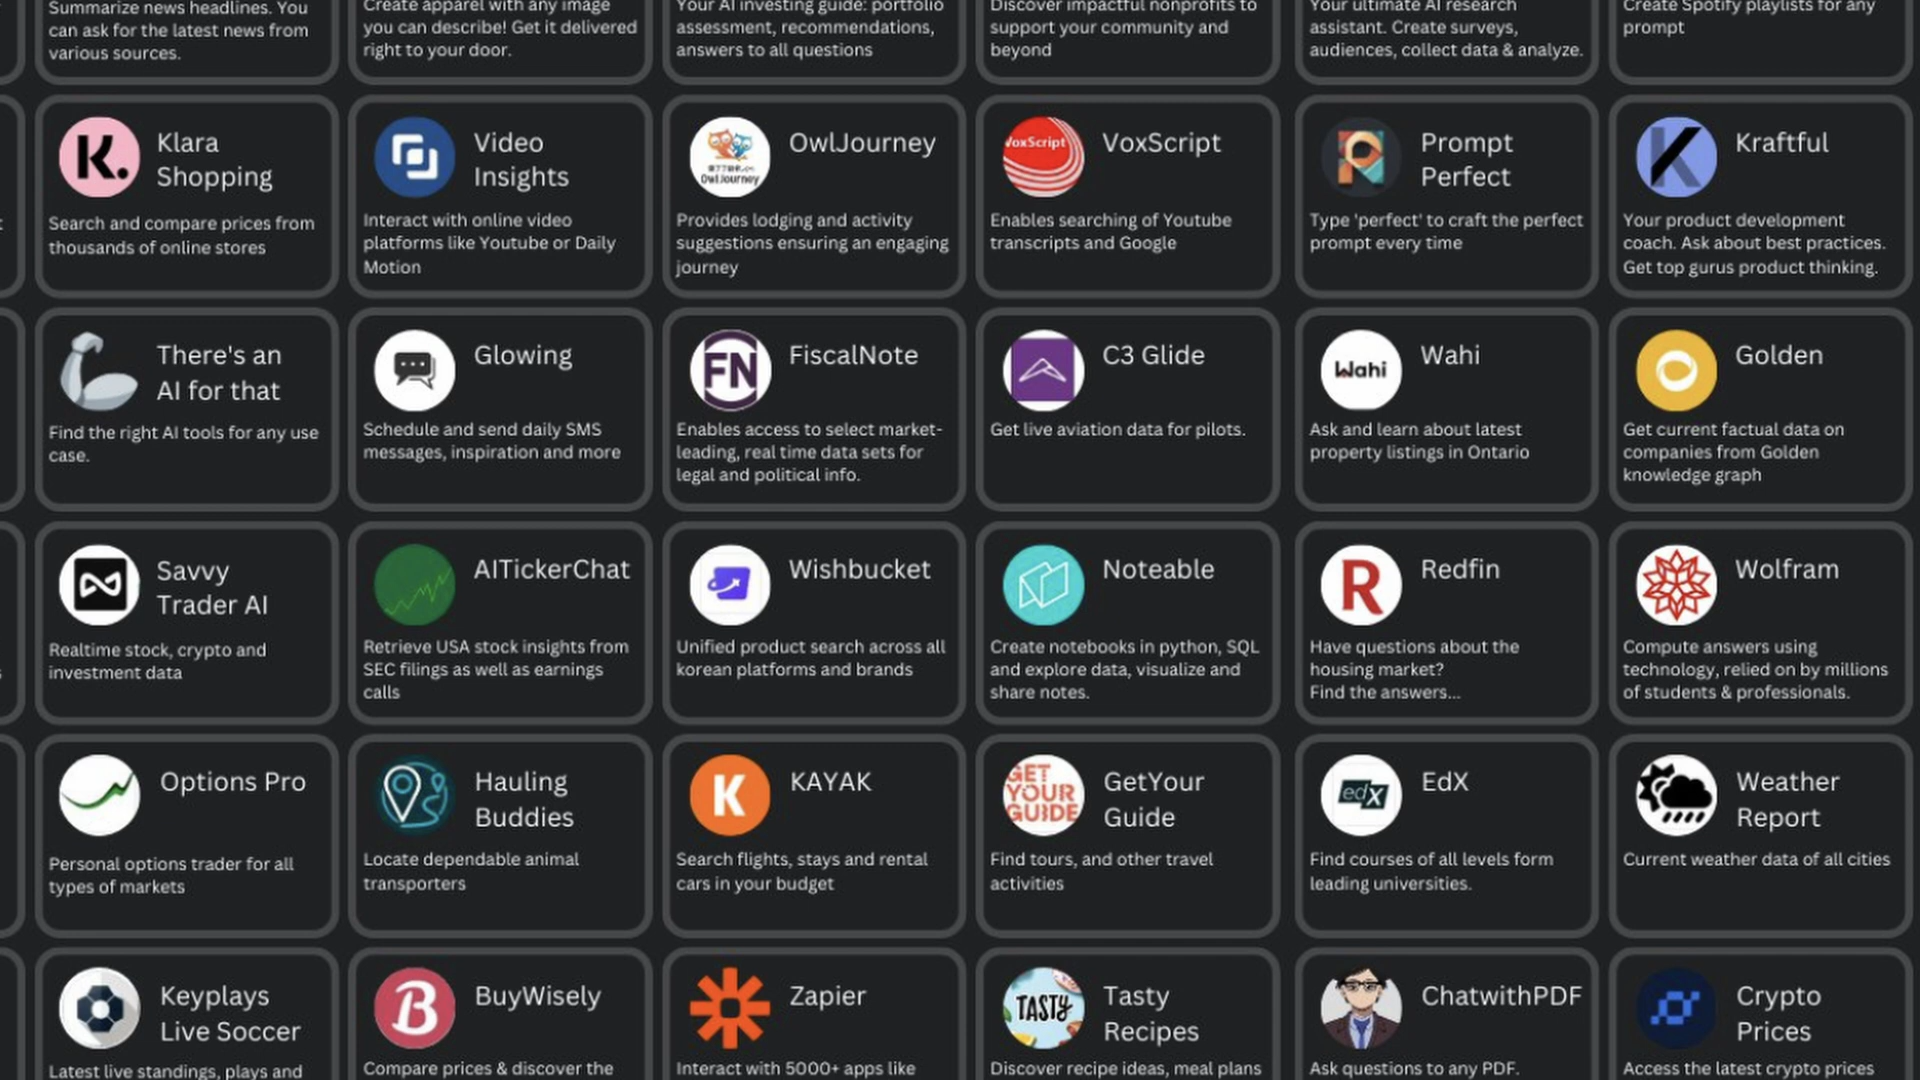 Summarize news headlines. You
can ask for the latest news from
various sources.
Create apparel with any image
you can describe! Get it delivered
right to your door.
Your AI investing guide: portfolio
assessment, recommendations,
answers to all questions
Discover impactful nonprofits to
support your community and
beyond
Your ultimate AI research
assistant. Create surveys,
audiences, collect data & analyze.
Create Spotify playlists for any
prompt
K.
Klara
Shopping
Search and compare prices from
thousands of online stores
Video
Insights
Interact with online video
platforms like Youtube or Daily
Motion
OwlJourney
OwlJourney
Provides lodging and activity
suggestions ensuring an engaging
journey
VoxScript
VoxScript
Enables searching of Youtube
transcripts and Google
Prompt
Perfect
Type 'perfect' to craft the perfect
prompt every time
K
Kraftful
Your product development
coach. Ask about best practices.
Get top gurus product thinking.
There's an
AI for that
Find the right AI tools for any use
case.
Glowing
Schedule and send daily SMS
messages, inspiration and more
FN
FiscalNote
Enables access to select market-
leading, real time data sets for
legal and political info.
C3 Glide
Get live aviation data for pilots.
Wahi
Wahi
Ask and learn about latest
property listings in Ontario
Golden
Get current factual data on
companies from Golden
knowledge graph
Savvy
Trader AI
Realtime stock, crypto and
investment data
AITickerChat
Retrieve USA stock insights from
SEC filings as well as earnings
calls
Wishbucket
Unified product search across all
korean platforms and brands
Noteable
Create notebooks in python, SQL
and explore data, visualize and
share notes.
R
Redfin
Have questions about the
housing market?
Find the answers...
Wolfram
Compute answers using
technology, relied on by millions
of students & professionals.
Options Pro
Personal options trader for all
types of markets
Hauling
Buddies
Locate dependable animal
transporters
K
KAYAK
Search flights, stays and rental
cars in your budget
GET
YOUR
GUIDE
GetYour
Guide
Find tours, and other travel
activities
edX
EdX
Find courses of all levels form
leading universities.
Weather
Report
Current weather data of all cities
Keyplays
Live Soccer
Latest live standings, plays and
B
BuyWisely
Compare prices & discover the
Zapier
Interact with 5000+ apps like
TASTY
Tasty
Recipes
Discover recipe ideas, meal plans
ChatwithPDF
Ask questions to any PDF.
Crypto
Prices
Access the latest crypto prices